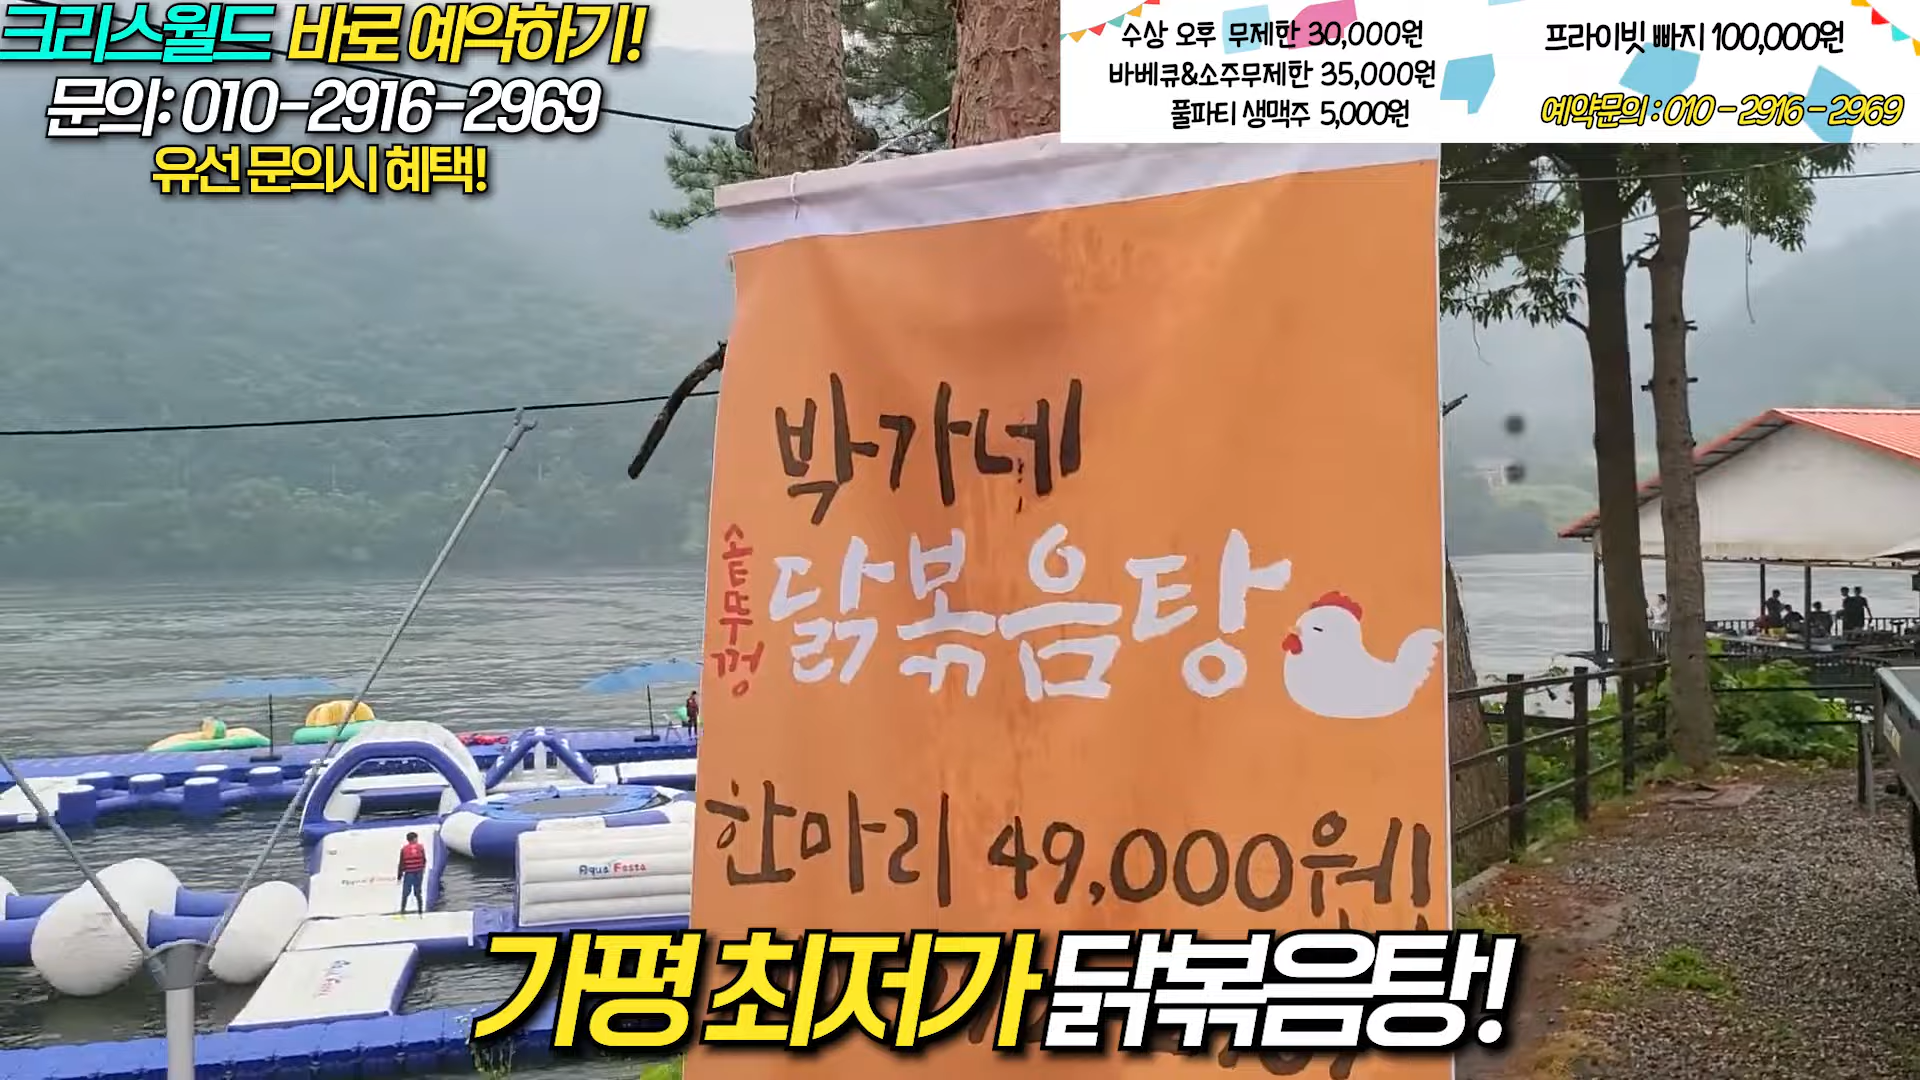 크리스월드 바로 예약하기!
문의: 010-2916-2969
유선 문의시 혜택!
수상 오후 무제한 30,000원
바베큐&소주무제한 35,000원
풀파티 생맥주 5,000원
프라이빗 빠지 100,000원
예약문의 : 010 - 2916 - 2969
박가네
솥뚜껑
닭볶음탕
한마리 49,000원!
Aqua Festa
가평 최저가 닭볶음탕!